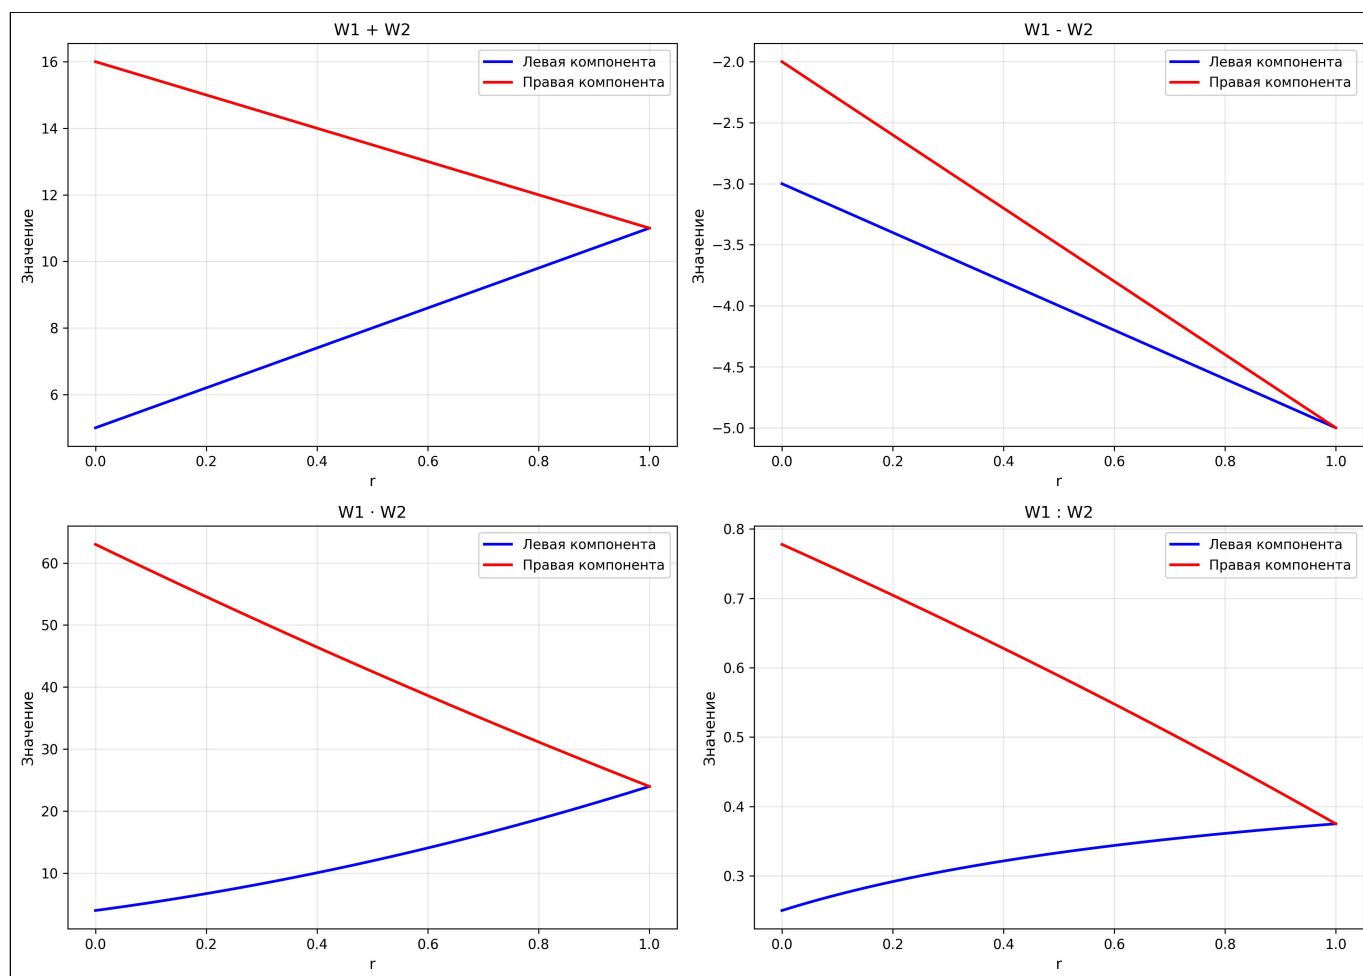 W1 + W2
Левая компонента
Правая компонента
16
14
12
10
8
6
Значение
0.0 0.2 0.4 0.6 0.8 1.0
r
W1 - W2
Левая компонента
Правая компонента
−2.0
−2.5
−3.0
−3.5
−4.0
−4.5
−5.0
Значение
0.0 0.2 0.4 0.6 0.8 1.0
r
W1 · W2
Левая компонента
Правая компонента
60
50
40
30
20
10
Значение
0.0 0.2 0.4 0.6 0.8 1.0
r
W1 : W2
Левая компонента
Правая компонента
0.8
0.7
0.6
0.5
0.4
0.3
Значение
0.0 0.2 0.4 0.6 0.8 1.0
r